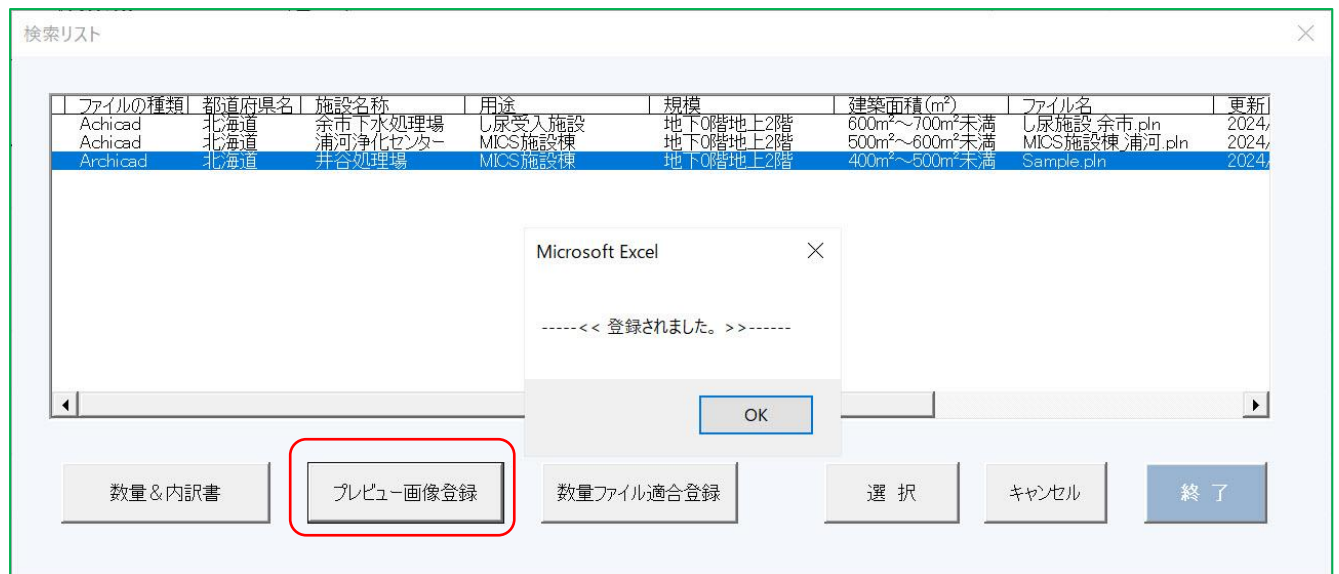 検索リスト
ファイルの種類 都道府県名 施設名称 用途 規模 建築面積(m²) ファイル名 更新
Achicad 北海道 余市下水処理場 し尿受入施設 地下0階地上2階 600m²～700m²未満 し尿施設_余市.pln 2024/
Achicad 北海道 浦河浄化センター MICS施設棟 地下0階地上2階 500m²～600m²未満 MICS施設棟_浦河.pln 2024/
Archicad 北海道 井谷処理場 MICS施設棟 地下0階地上2階 400m²～500m²未満 Sample.pln 2024/
Microsoft Excel
-----<< 登録されました。>>------
OK
数量&内訳書 プレビュー画像登録 数量ファイル適合登録 選 択 キャンセル 終 了